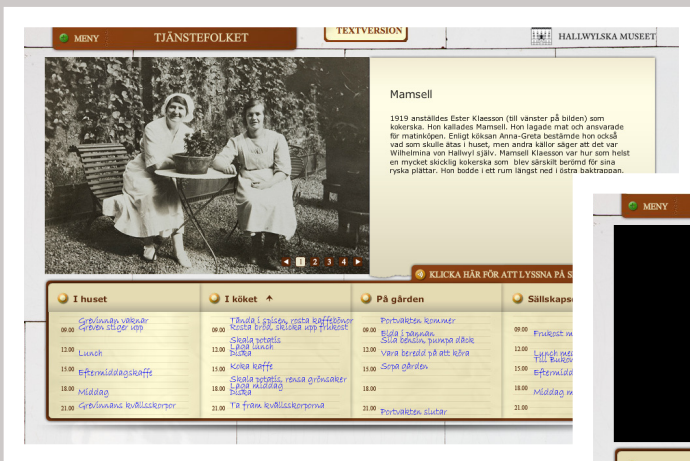 MENY
TJÄNSTEFOLKET
TEXTVERSION
HALLWYLSKA MUSEET
Mamsell
1919 anställdes Ester Klaesson (till vänster på bilden) som
kokerska. Hon kallades Mamsell. Hon lagade mat och ansvarade
för matinköpen. Enligt köksan Anna-Greta bestämde hon också
vad som skulle ätas i huset, men andra källor säger att det var
Wilhelmina von Hallwyl själv. Mamsell Klaesson var hur som helst
en mycket skicklig kokerska som blev särskilt berömd för sina
ryska plättar. Hon bodde i ett rum längst ned i östra baktrappan.
1 2 3 4
KLICKA HÄR FÖR ATT LYSSNA PÅ S
I huset
Grevinnan vaknar
09.00 Greven stiger upp
12.00 Lunch
15.00 Eftermiddagskaffe
18.00 Middag
21.00 Grevinnans kvällsskorpor
I köket
Tända i spisen, rosta kaffebönor
09.00 Rosta bröd, skicka upp frukost
Skala potatis
12.00 Laga lunch
Diska
15.00 Koka kaffe
Skala potatis, rensa grönsaker
18.00 Laga middag
Diska
21.00 Ta fram kvällsskorporna
På gården
Portvakten kommer
09.00 Elda i pannan
Slå bensin, pumpa däck
12.00 Vara beredd på att köra
15.00 Sopa gården
18.00
21.00 Portvakten slutar
Sällskaps
09.00 Frukost m
12.00 Lunch med
Till Bukow
15.00 Eftermidd
18.00 Middag m
21.00
MENY